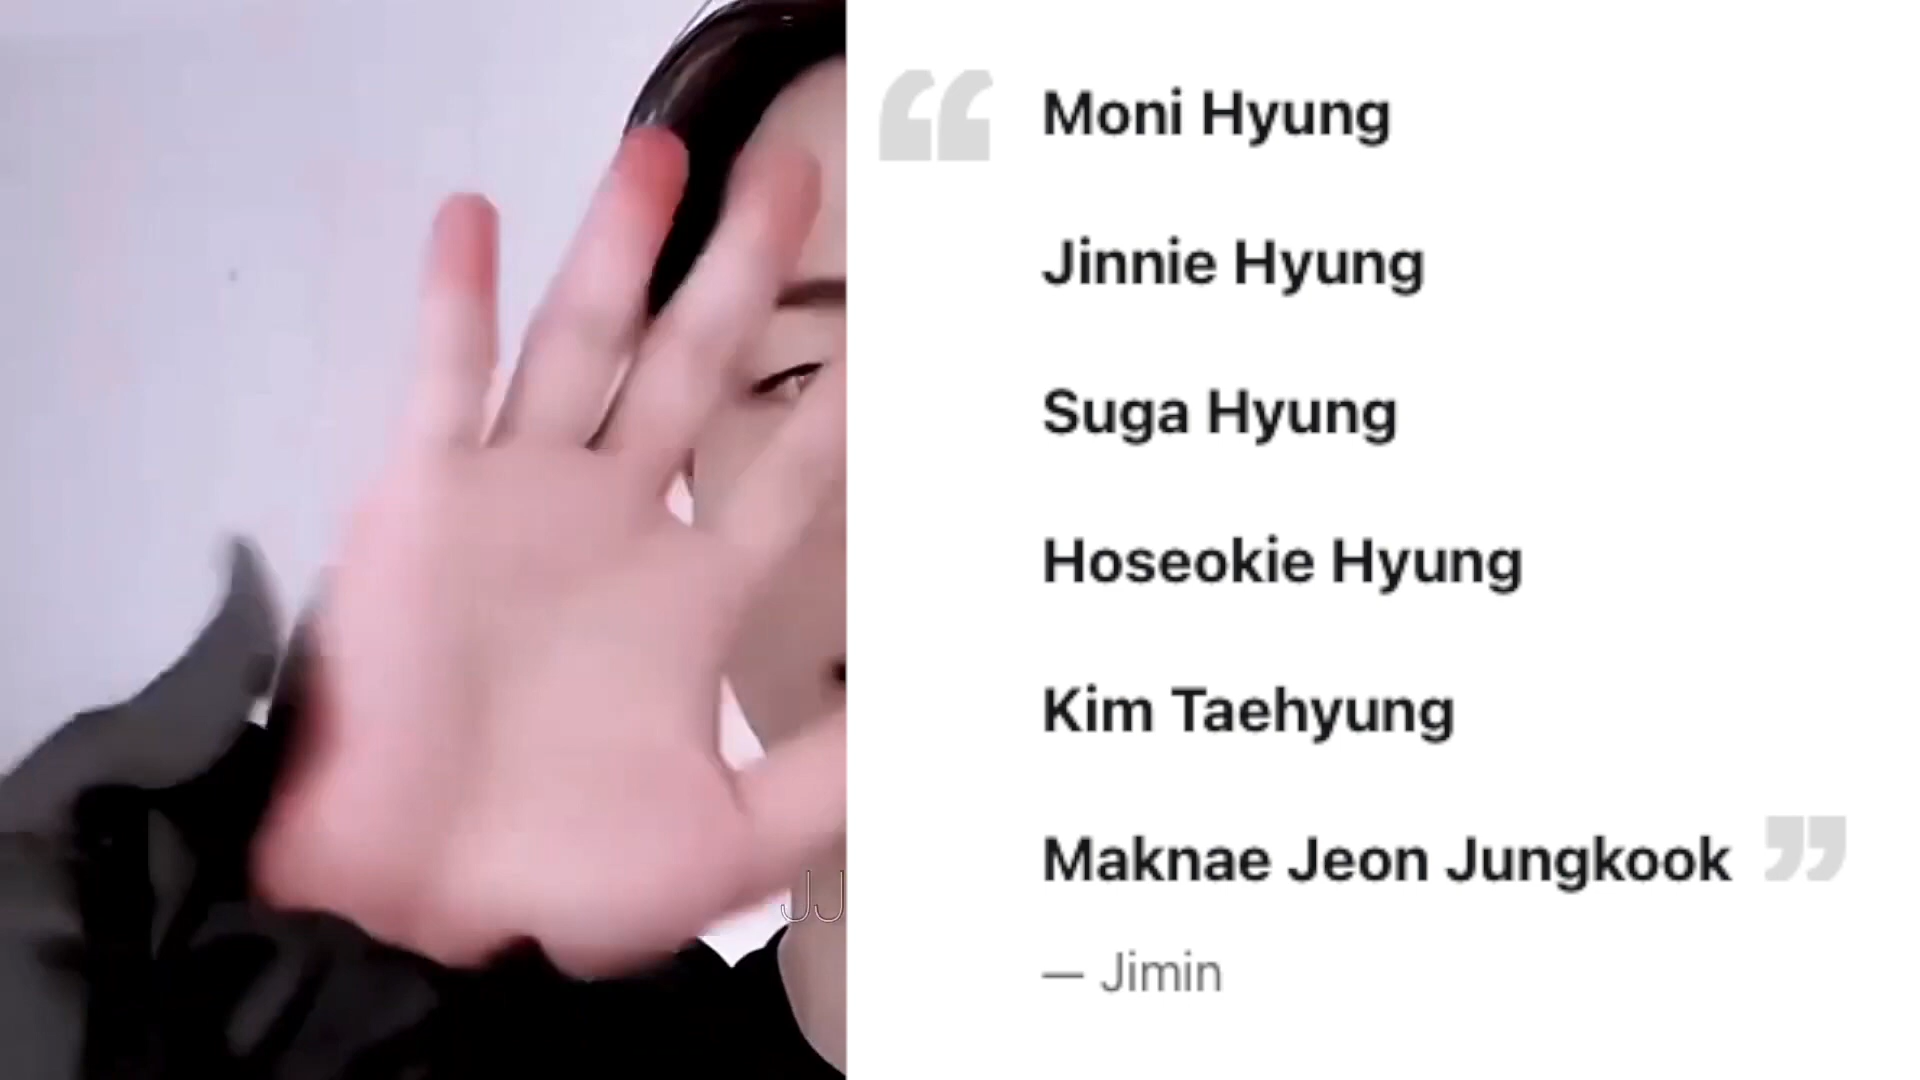 Moni Hyung
Jinnie Hyung
Suga Hyung
Hoseokie Hyung
Kim Taehyung
Maknae Jeon Jungkook
— Jimin
JJ